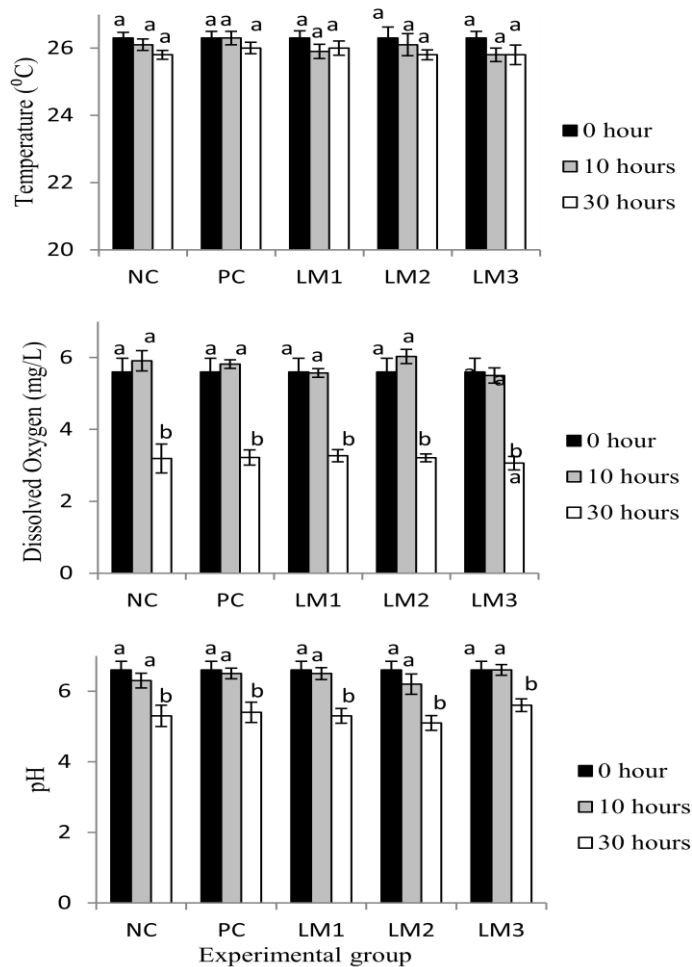 a a a a a a a a a a a a a a a
Temperature (⁰C)
26
24
22
20
NC PC LM1 LM2 LM3
0 hour
10 hours
30 hours
a a b a a b a a b a a b a a b a
Dissolved Oxygen (mg/L)
6
4
2
0
NC PC LM1 LM2 LM3
0 hour
10 hours
30 hours
a a b a a b a a b a a b a a b
pH
6
4
2
0
NC PC LM1 LM2 LM3
0 hour
10 hours
30 hours
Experimental group